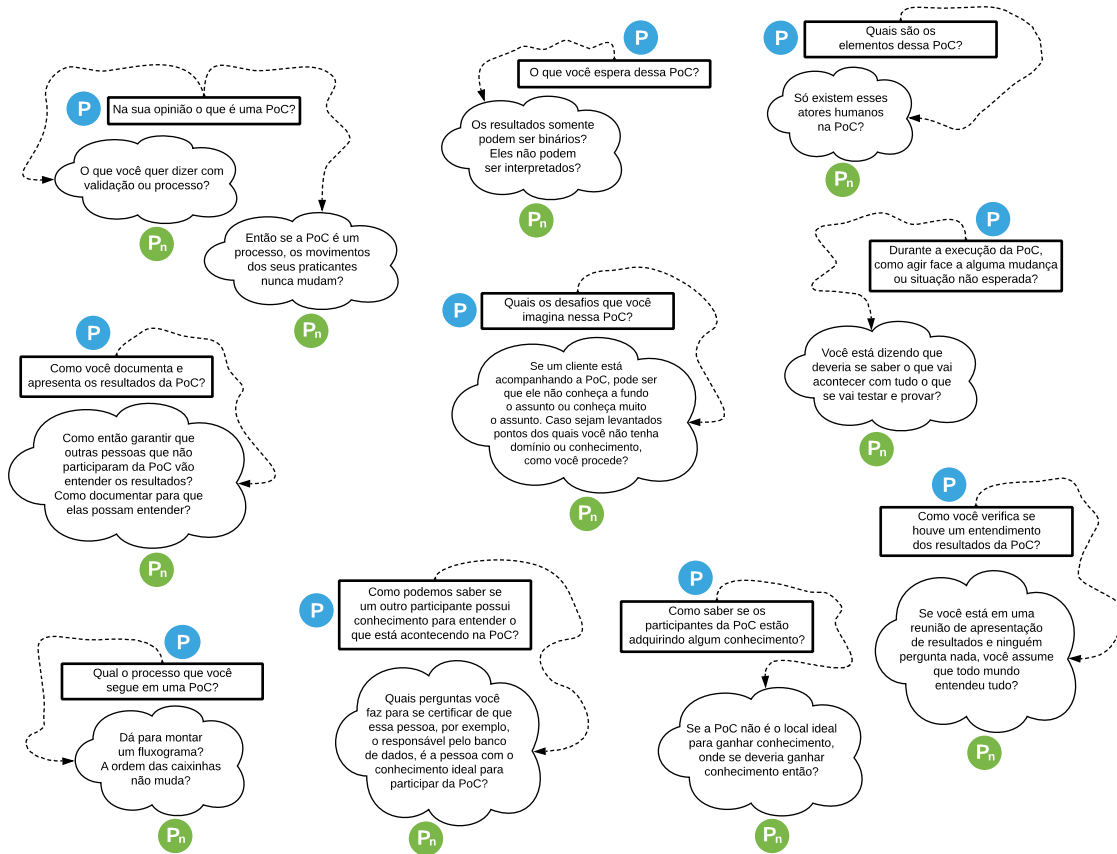 P
Na sua opinião o que é uma PoC?
O que você quer dizer com
validação ou processo?
Pn
Então se a PoC é um
processo, os movimentos
dos seus praticantes
nunca mudam?
Pn
P
O que você espera dessa PoC?
Os resultados somente
podem ser binários?
Eles não podem
ser interpretados?
Pn
P
Quais são os
elementos dessa PoC?
Só existem esses
atores humanos
na PoC?
Pn
P
Durante a execução da PoC,
como agir face a alguma mudança
ou situação não esperada?
Você está dizendo que
deveria se saber o que vai
acontecer com tudo o que
se vai testar e provar?
Pn
P
Quais os desafios que você
imagina nessa PoC?
Se um cliente está
acompanhando a PoC, pode ser
que ele não conheça a fundo
o assunto ou conheça muito
o assunto. Caso sejam levantados
pontos dos quais você não tenha
domínio ou conhecimento,
como você procede?
Pn
P
Como você documenta e
apresenta os resultados da PoC?
Como então garantir que
outras pessoas que não
participaram da PoC vão
entender os resultados?
Como documentar para que
elas possam entender?
Pn
P
Como você verifica se
houve um entendimento
dos resultados da PoC?
Se você está em uma
reunião de apresentação
de resultados e ninguém
pergunta nada, você assume
que todo mundo
entendeu tudo?
Pn
P
Qual o processo que você
segue em uma PoC?
Dá para montar
um fluxograma?
A ordem das caixinhas
não muda?
Pn
P
Como podemos saber se
um outro participante possui
conhecimento para entender o
que está acontecendo na PoC?
Quais perguntas você
faz para se certificar de que
essa pessoa, por exemplo,
o responsável pelo banco
de dados, é a pessoa com o
conhecimento ideal para
participar da PoC?
Pn
P
Como saber se os
participantes da PoC estão
adquirindo algum conhecimento?
Se a PoC não é o local ideal
para ganhar conhecimento,
onde se deveria ganhar
conhecimento então?
Pn